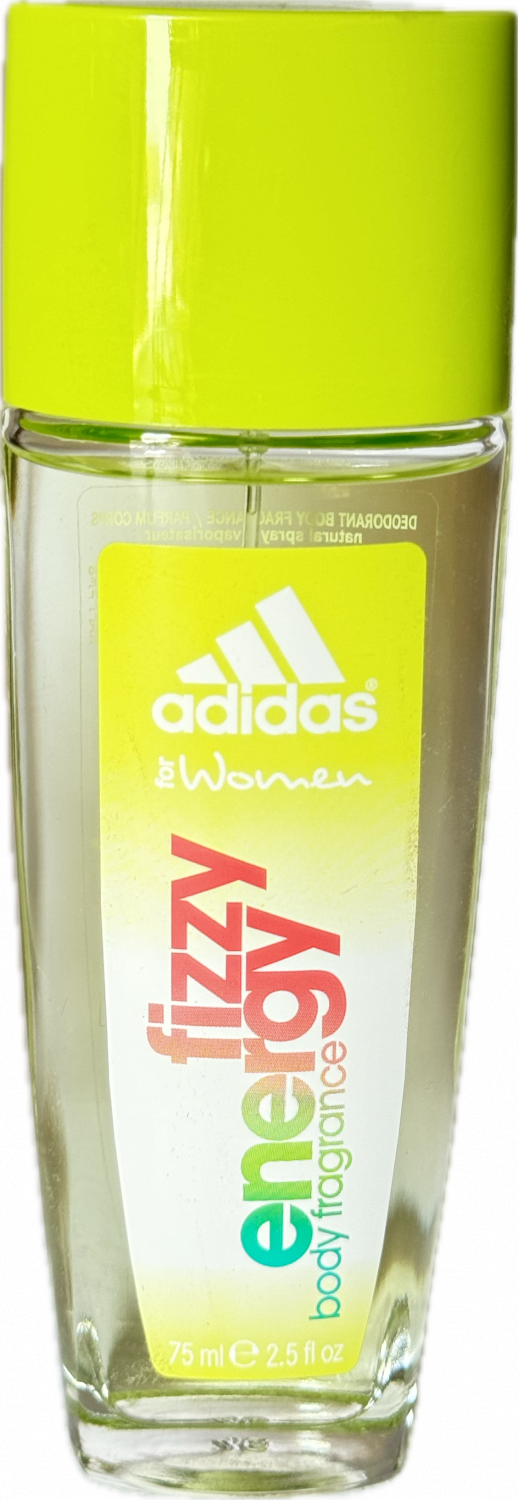 DEODORANT BODY FRAGRANCE / PARFUM CORPS
natural spray vaporisateur
adidas®
for Women
fizzy
energy
body fragrance
75 ml ℮ 2.5 fl oz